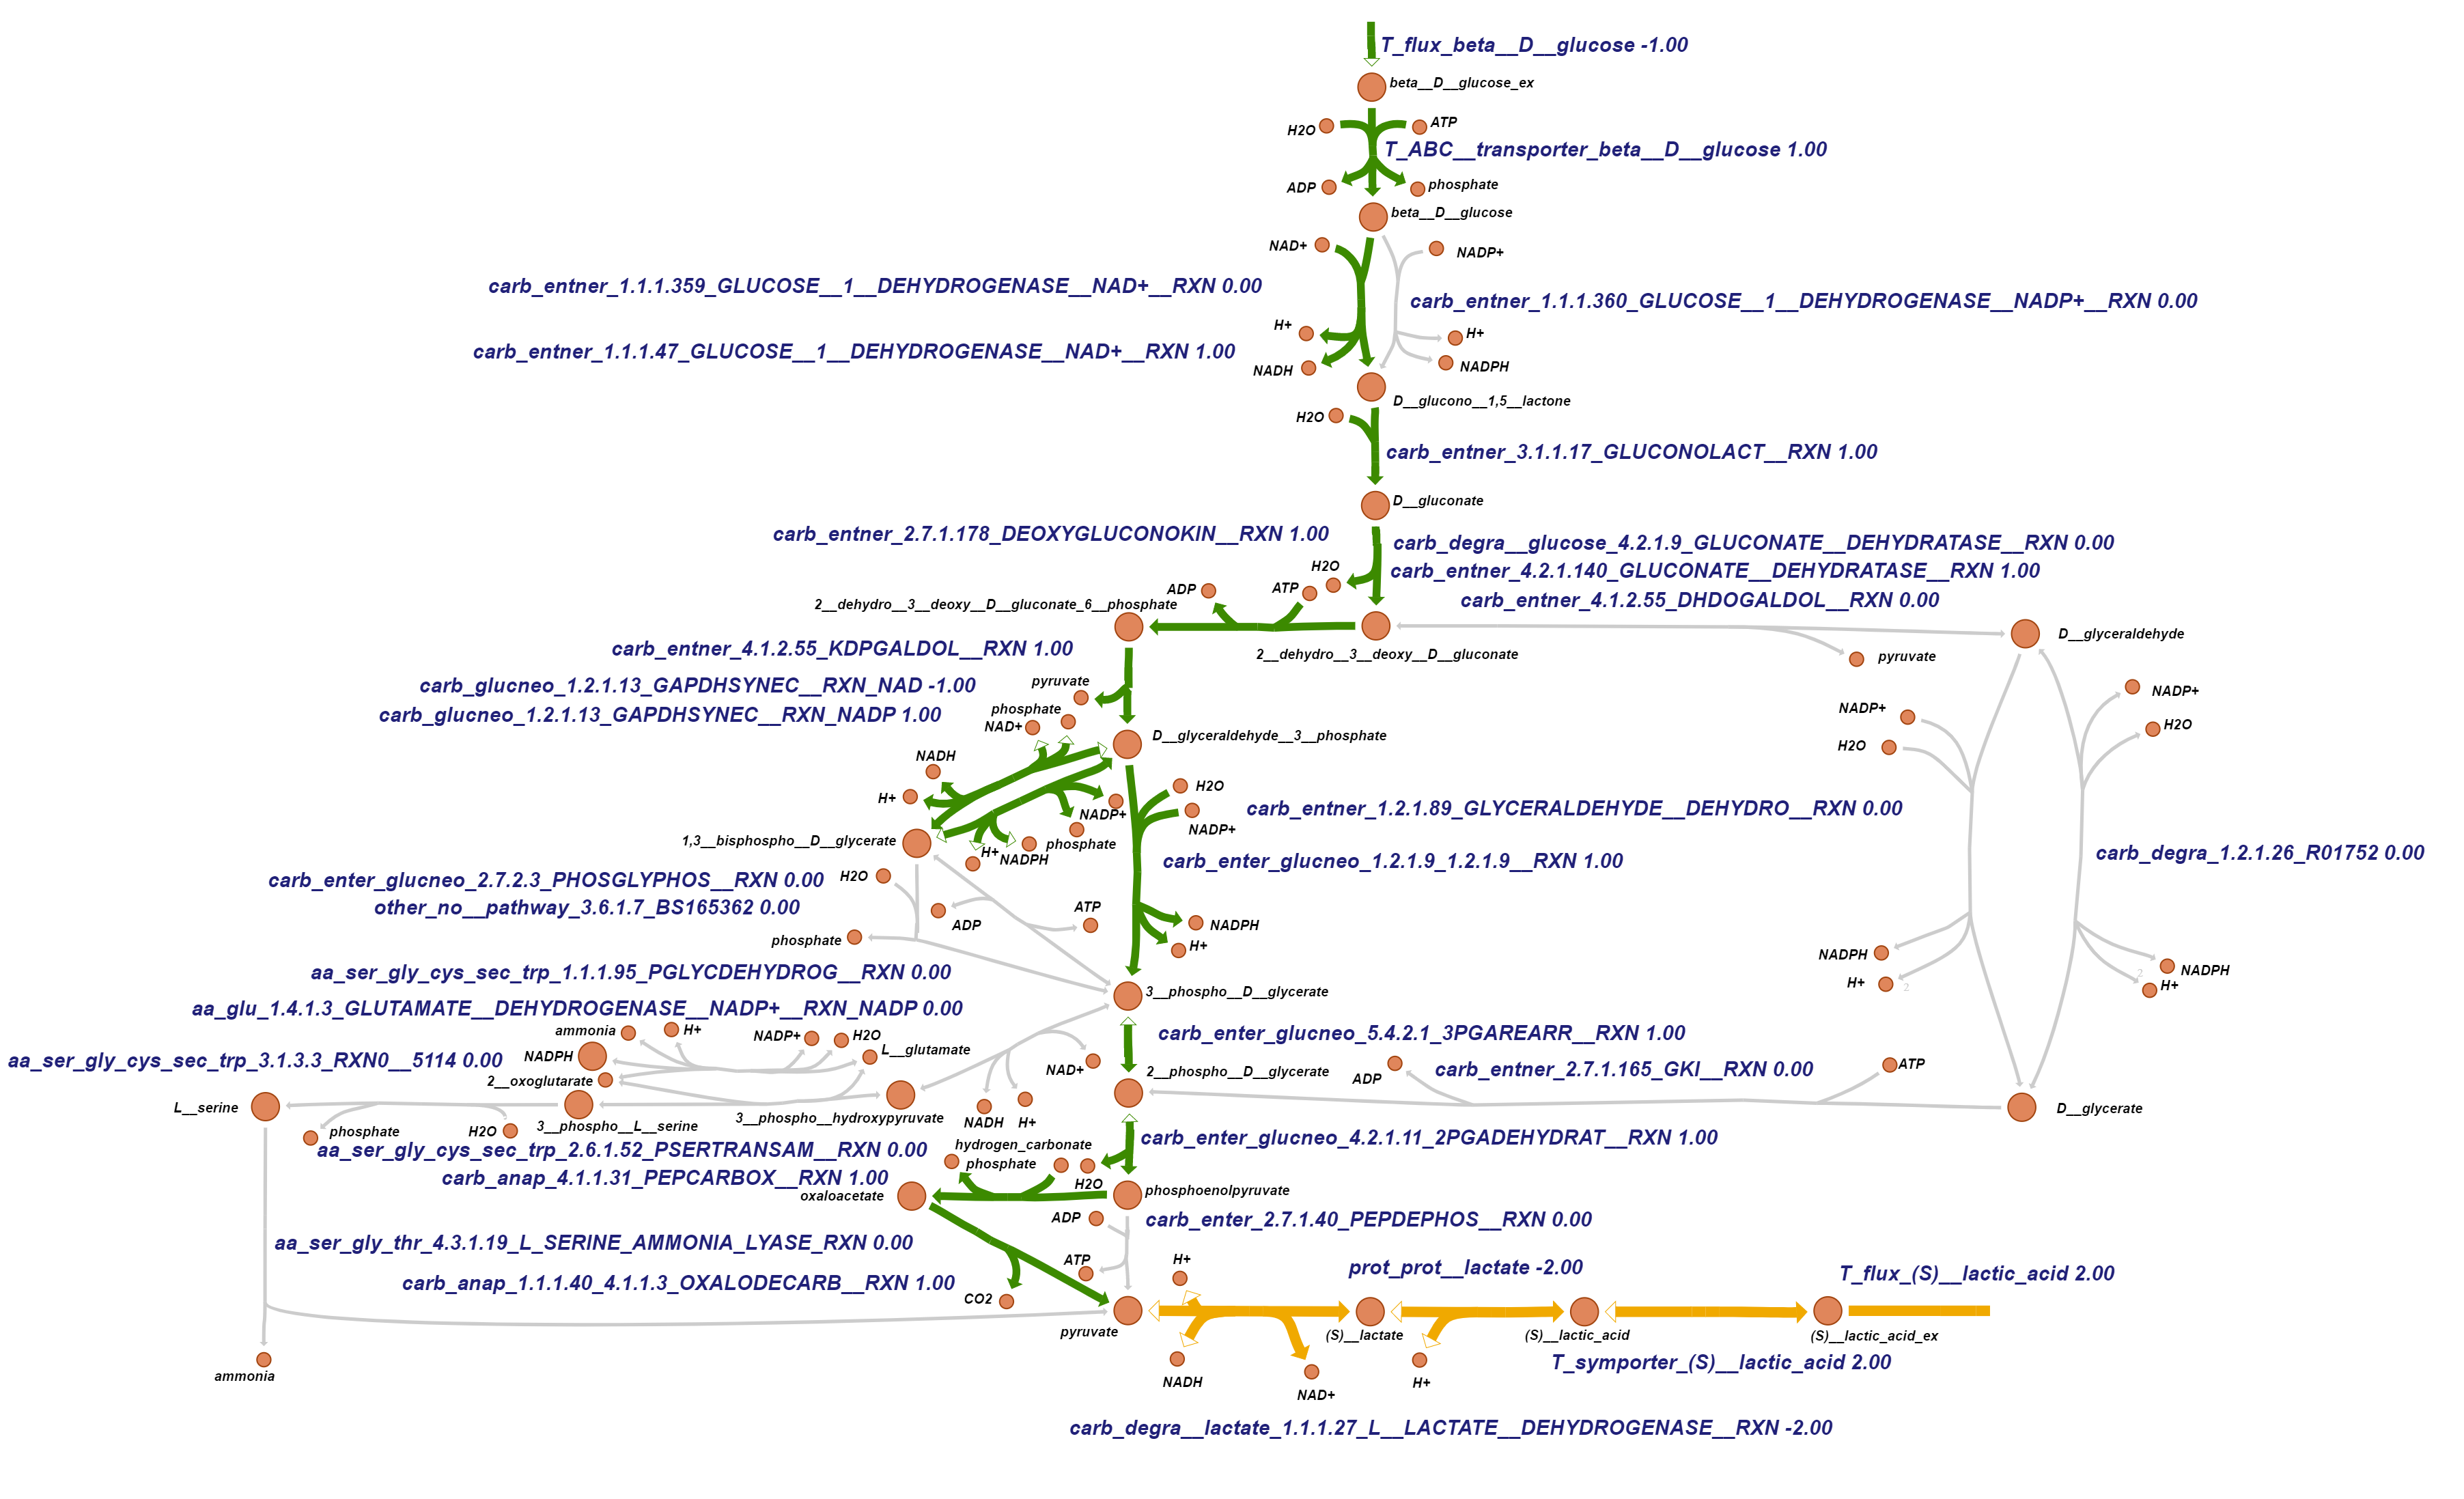 T_flux_beta__D__glucose -1.00
beta__D__glucose_ex
H2O
ATP
T_ABC__transporter_beta__D__glucose 1.00
ADP
phosphate
beta__D__glucose
NAD+
NADP+
carb_entner_1.1.1.359_GLUCOSE__1__DEHYDROGENASE__NAD+__RXN 0.00
carb_entner_1.1.1.360_GLUCOSE__1__DEHYDROGENASE__NADP+__RXN 0.00
H+
H+
carb_entner_1.1.1.47_GLUCOSE__1__DEHYDROGENASE__NAD+__RXN 1.00
NADH
NADPH
D__glucono__1,5__lactone
H2O
carb_entner_3.1.1.17_GLUCONOLACT__RXN 1.00
D__gluconate
carb_entner_2.7.1.178_DEOXYGLUCONOKIN__RXN 1.00
carb_degra__glucose_4.2.1.9_GLUCONATE__DEHYDRATASE__RXN 0.00
H2O
carb_entner_4.2.1.140_GLUCONATE__DEHYDRATASE__RXN 1.00
ADP
ATP
2__dehydro__3__deoxy__D__gluconate_6__phosphate
carb_entner_4.1.2.55_DHDOGALDOL__RXN 0.00
D__glyceraldehyde
carb_entner_4.1.2.55_KDPGALDOL__RXN 1.00
2__dehydro__3__deoxy__D__gluconate
pyruvate
carb_glucneo_1.2.1.13_GAPDHSYNEC__RXN_NAD -1.00
pyruvate
NADP+
carb_glucneo_1.2.1.13_GAPDHSYNEC__RXN_NADP 1.00
phosphate
NADP+
NAD+
H2O
D__glyceraldehyde__3__phosphate
H2O
NADH
H2O
H+
carb_entner_1.2.1.89_GLYCERALDEHYDE__DEHYDRO__RXN 0.00
NADP+
NADP+
1,3__bisphospho__D__glycerate
phosphate
H+
NADPH
carb_enter_glucneo_1.2.1.9_1.2.1.9__RXN 1.00
carb_degra_1.2.1.26_R01752 0.00
carb_enter_glucneo_2.7.2.3_PHOSGLYPHOS__RXN 0.00
H2O
other_no__pathway_3.6.1.7_BS165362 0.00
ATP
ADP
NADPH
phosphate
H+
NADPH
aa_ser_gly_cys_sec_trp_1.1.1.95_PGLYCDEHYDROG__RXN 0.00
2
NADPH
H+
2
H+
3__phospho__D__glycerate
aa_glu_1.4.1.3_GLUTAMATE__DEHYDROGENASE__NADP+__RXN_NADP 0.00
ammonia
H+
NADP+
H2O
carb_enter_glucneo_5.4.2.1_3PGAREARR__RXN 1.00
aa_ser_gly_cys_sec_trp_3.1.3.3_RXN0__5114 0.00
NADPH
L__glutamate
NAD+
2__phospho__D__glycerate
ADP
carb_entner_2.7.1.165_GKI__RXN 0.00
ATP
2__oxoglutarate
L__serine
3__phospho__hydroxypyruvate
D__glycerate
phosphate
H2O
3__phospho__L__serine
NADH
H+
aa_ser_gly_cys_sec_trp_2.6.1.52_PSERTRANSAM__RXN 0.00
hydrogen_carbonate
carb_enter_glucneo_4.2.1.11_2PGADEHYDRAT__RXN 1.00
phosphate
carb_anap_4.1.1.31_PEPCARBOX__RXN 1.00
H2O
oxaloacetate
phosphoenolpyruvate
ADP
carb_enter_2.7.1.40_PEPDEPHOS__RXN 0.00
aa_ser_gly_thr_4.3.1.19_L_SERINE_AMMONIA_LYASE_RXN 0.00
ATP
H+
prot_prot__lactate -2.00
T_flux_(S)__lactic_acid 2.00
carb_anap_1.1.1.40_4.1.1.3_OXALODECARB__RXN 1.00
CO2
pyruvate
(S)__lactate
(S)__lactic_acid
(S)__lactic_acid_ex
T_symporter_(S)__lactic_acid 2.00
ammonia
NADH
NAD+
H+
carb_degra__lactate_1.1.1.27_L__LACTATE__DEHYDROGENASE__RXN -2.00